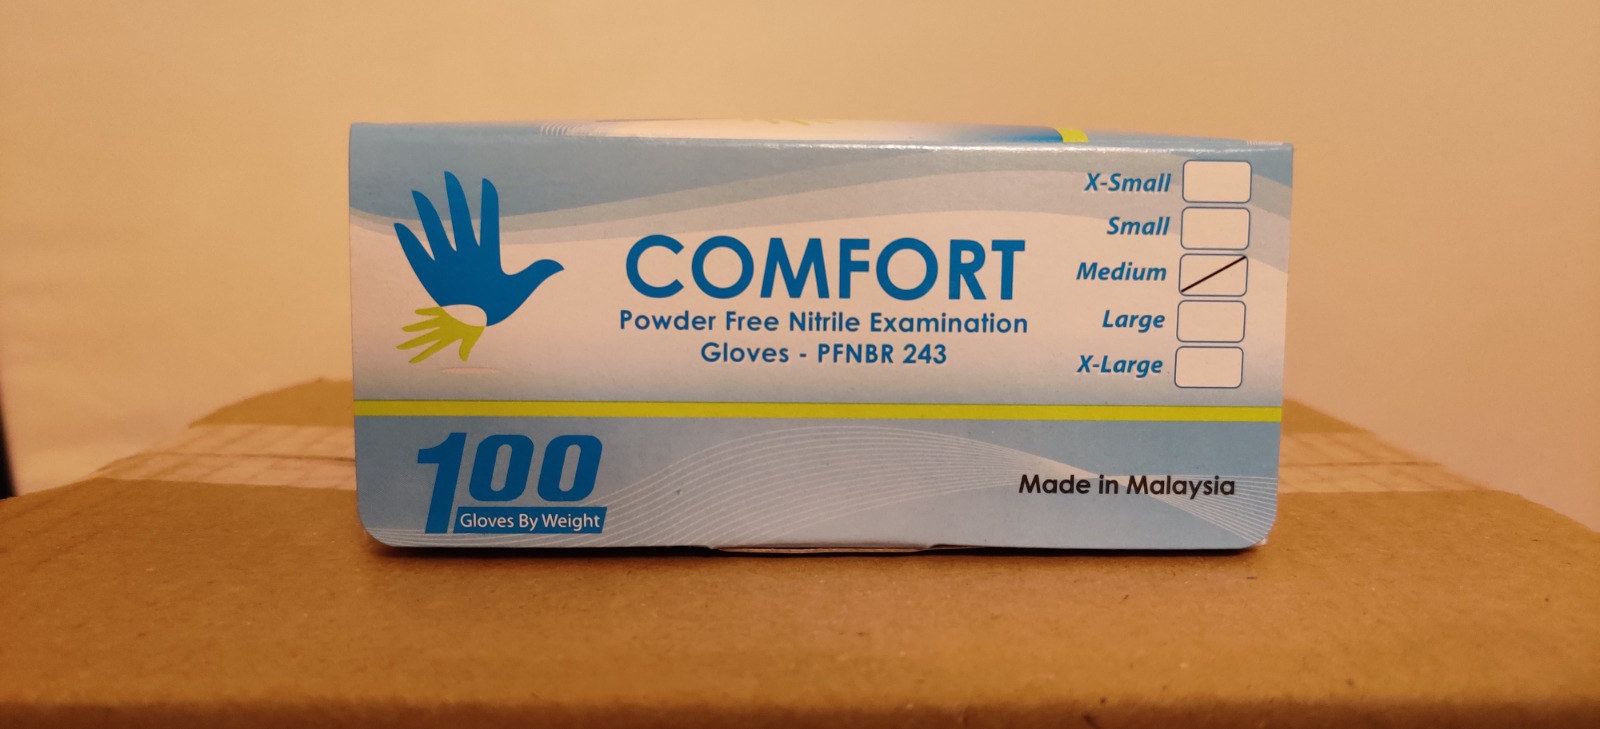 COMFORT
Powder Free Nitrile Examination
Gloves - PFNBR 243
X-Small
Small
Medium
Large
X-Large
100
Gloves By Weight
Made in Malaysia